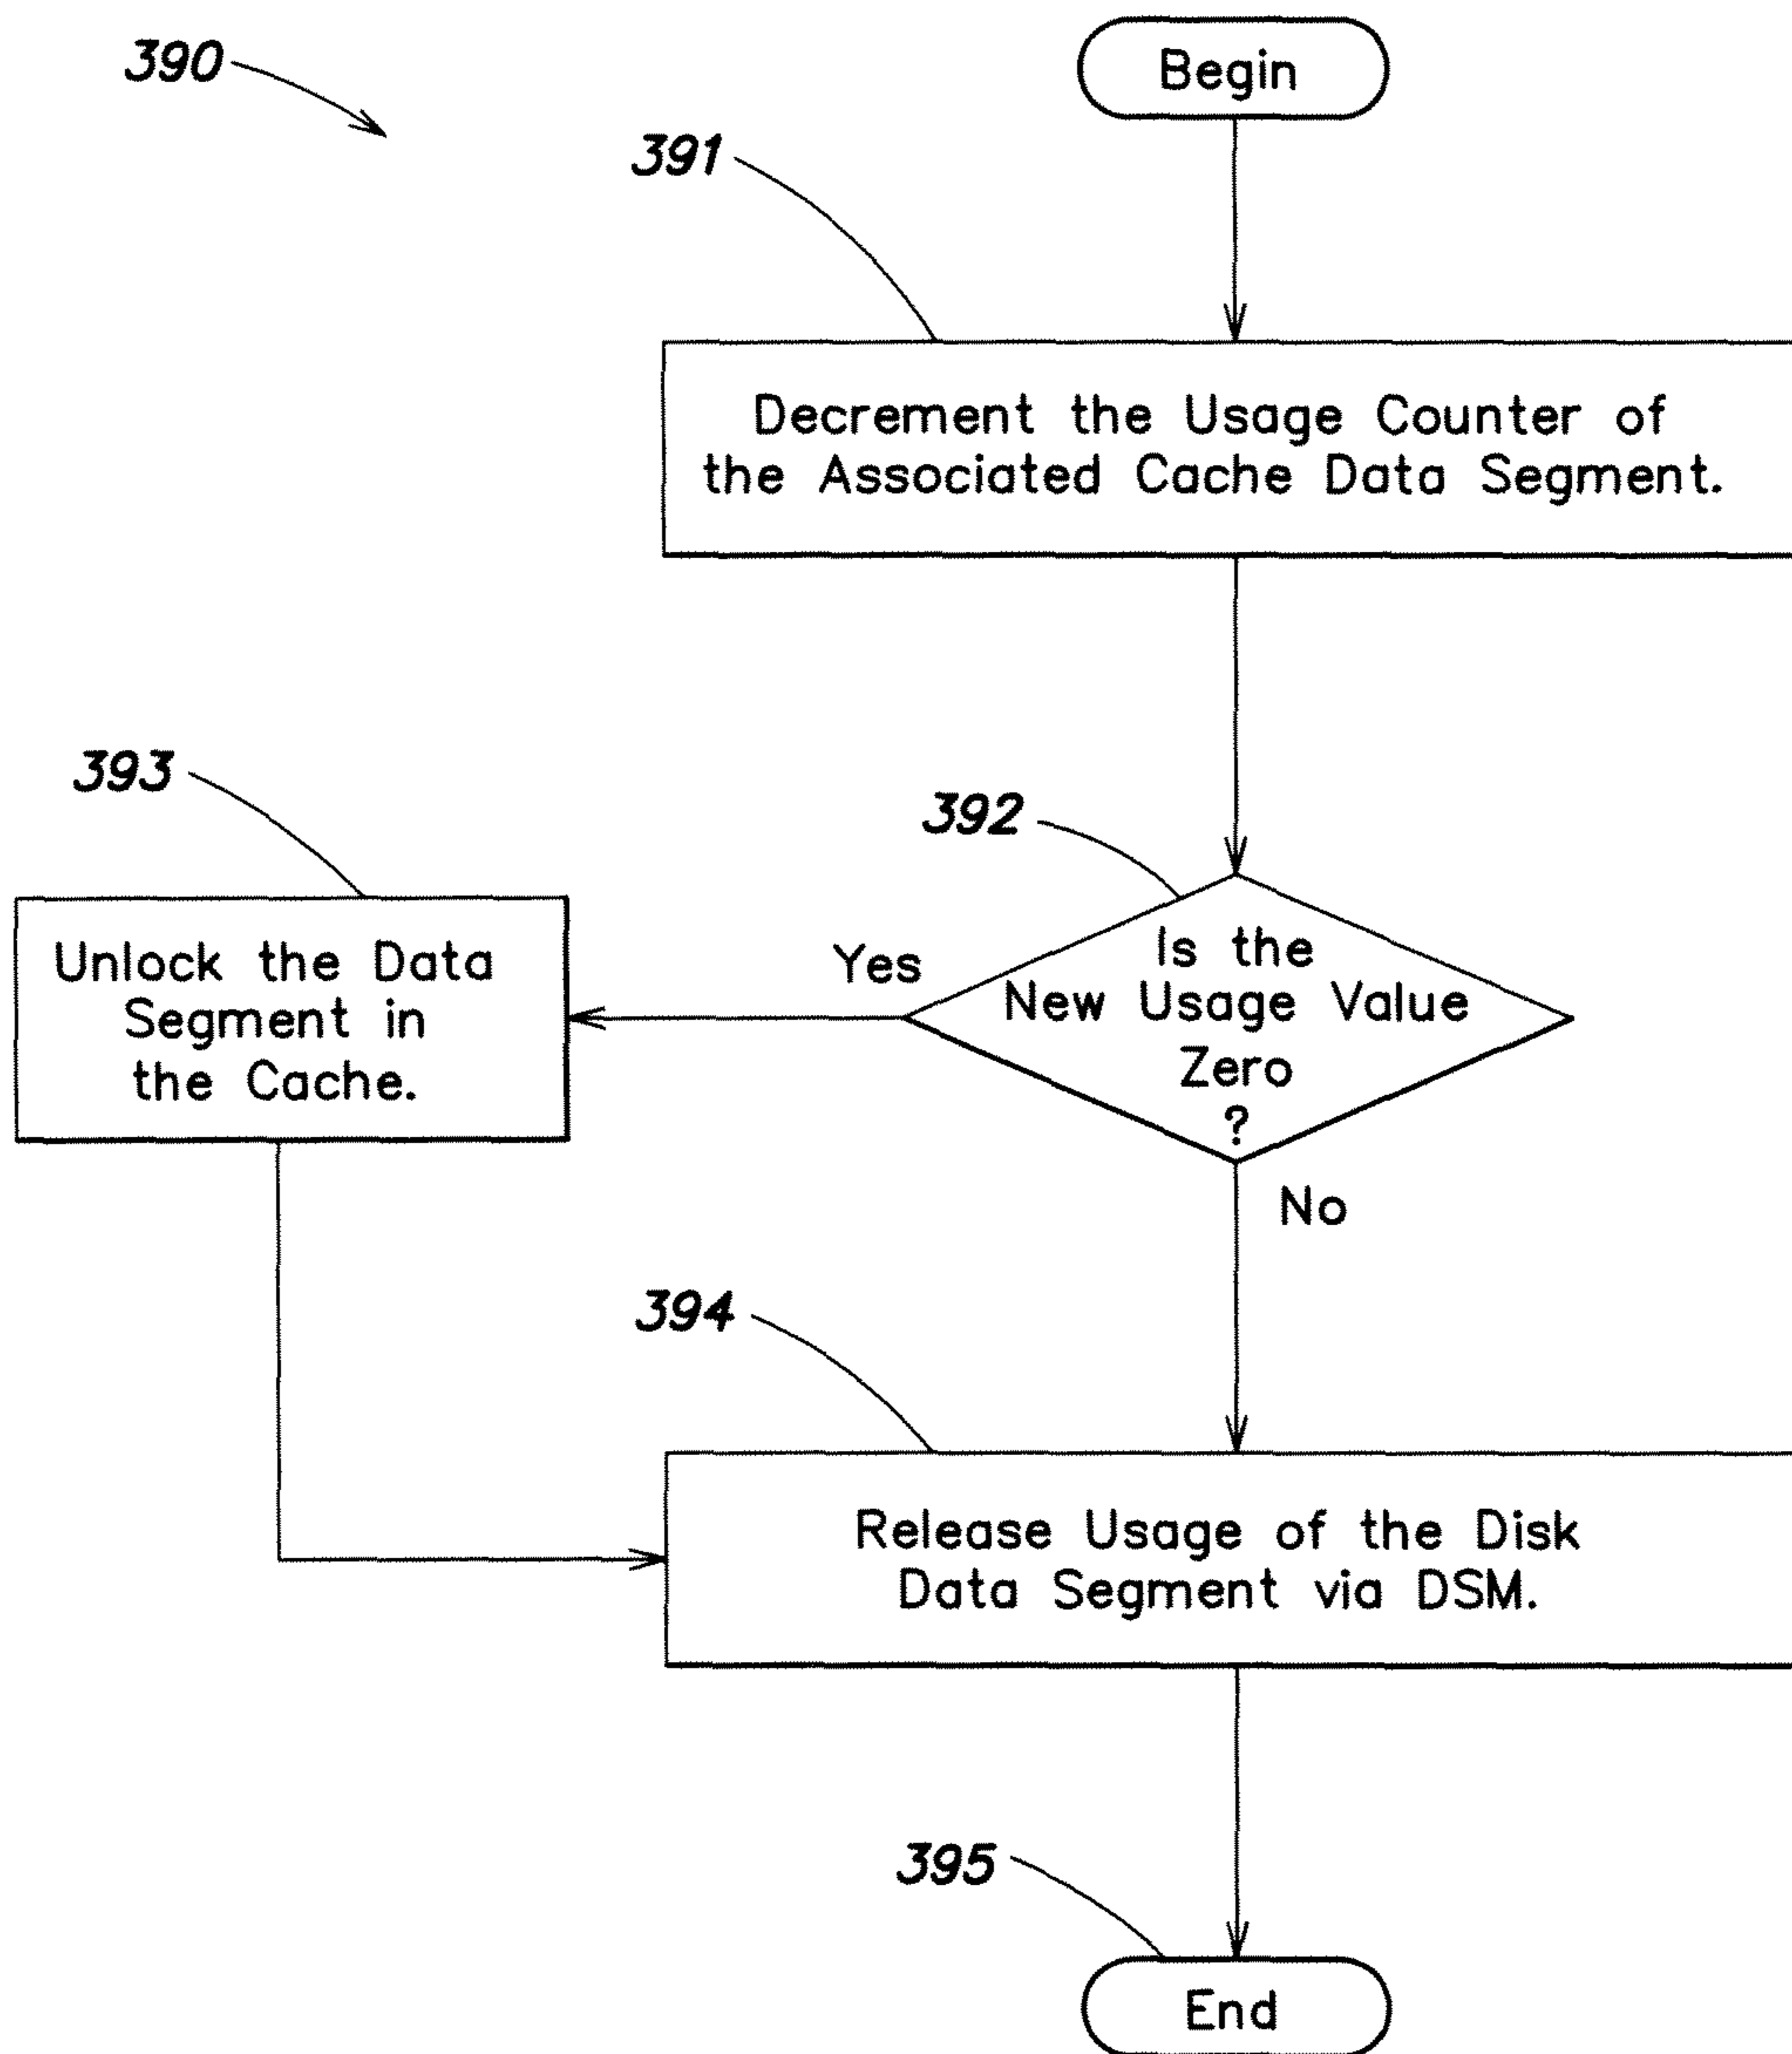 390
Begin
391
Decrement the Usage Counter of
the Associated Cache Data Segment.
393
392
Is the
New Usage Value
Zero
?
Yes
Unlock the Data
Segment in
the Cache.
No
394
Release Usage of the Disk
Data Segment via DSM.
395
End